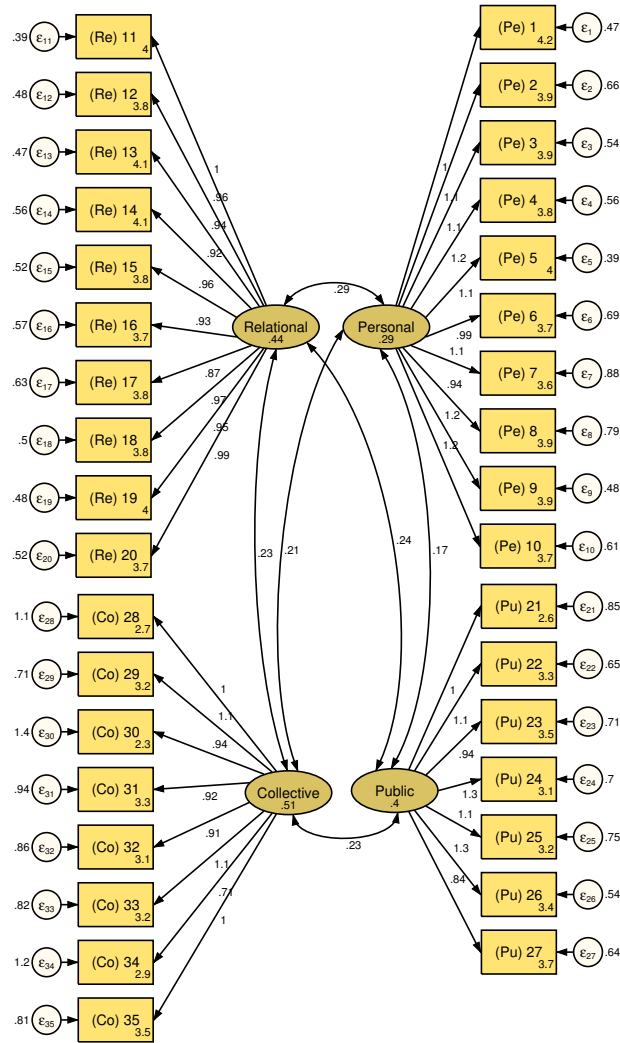 .39 ε11 (Re) 11 4
.48 ε12 (Re) 12 3.8
.47 ε13 (Re) 13 4.1
.56 ε14 (Re) 14 4.1
.52 ε15 (Re) 15 3.8
.57 ε16 (Re) 16 3.7
.63 ε17 (Re) 17 3.8
.5 ε18 (Re) 18 3.8
.48 ε19 (Re) 19 4
.52 ε20 (Re) 20 3.7
1
.96
.94
.92
.96
.93
.87
.97
.95
.99
Relational
.44
.29
Personal
.29
(Pe) 1 4.2 ε1 .47
(Pe) 2 3.9 ε2 .66
(Pe) 3 3.9 ε3 .54
(Pe) 4 3.8 ε4 .56
(Pe) 5 4 ε5 .39
(Pe) 6 3.7 ε6 .69
(Pe) 7 3.6 ε7 .88
(Pe) 8 3.9 ε8 .79
(Pe) 9 3.9 ε9 .48
(Pe) 10 3.7 ε10 .61
1
1.1
1.1
1.2
1.1
.99
1.1
.94
1.2
1.2
.23
.21
.24
.17
1.1 ε28 (Co) 28 2.7
.71 ε29 (Co) 29 3.2
1.4 ε30 (Co) 30 2.3
.94 ε31 (Co) 31 3.3
.86 ε32 (Co) 32 3.1
.82 ε33 (Co) 33 3.2
1.2 ε34 (Co) 34 2.9
.81 ε35 (Co) 35 3.5
1
1.1
.94
.92
.91
1.1
.71
1
Collective
.51
.23
Public
.4
(Pu) 21 2.6 ε21 .85
(Pu) 22 3.3 ε22 .65
(Pu) 23 3.5 ε23 .71
(Pu) 24 3.1 ε24 .7
(Pu) 25 3.2 ε25 .75
(Pu) 26 3.4 ε26 .54
(Pu) 27 3.7 ε27 .64
1
1.1
.94
1.3
1.1
1.3
.84